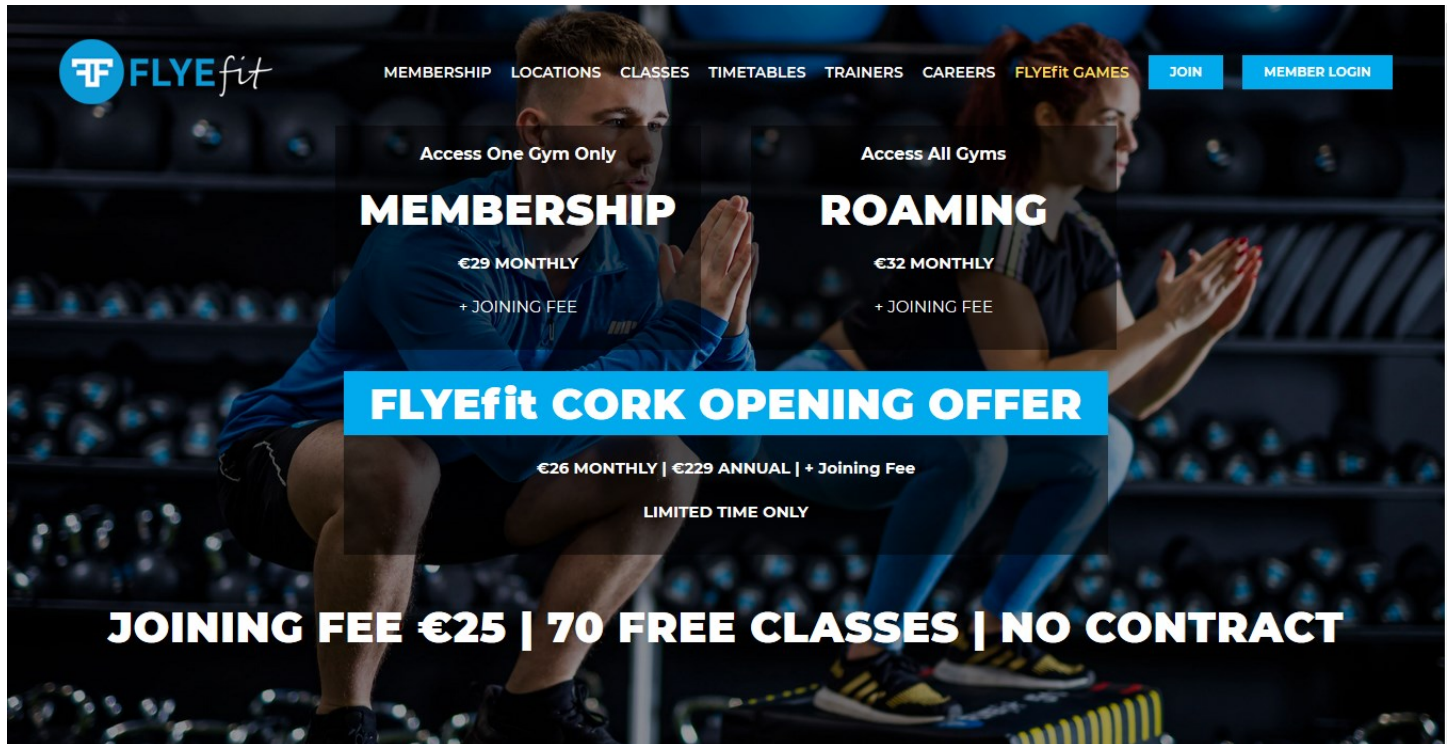 FF FLYEfit
MEMBERSHIP LOCATIONS CLASSES TIMETABLES TRAINERS CAREERS FLYEfit GAMES JOIN MEMBER LOGIN
Access One Gym Only
MEMBERSHIP
€29 MONTHLY
+ JOINING FEE
Access All Gyms
ROAMING
€32 MONTHLY
+ JOINING FEE
FLYEfit CORK OPENING OFFER
€26 MONTHLY | €229 ANNUAL | + Joining Fee
LIMITED TIME ONLY
JOINING FEE €25 | 70 FREE CLASSES | NO CONTRACT